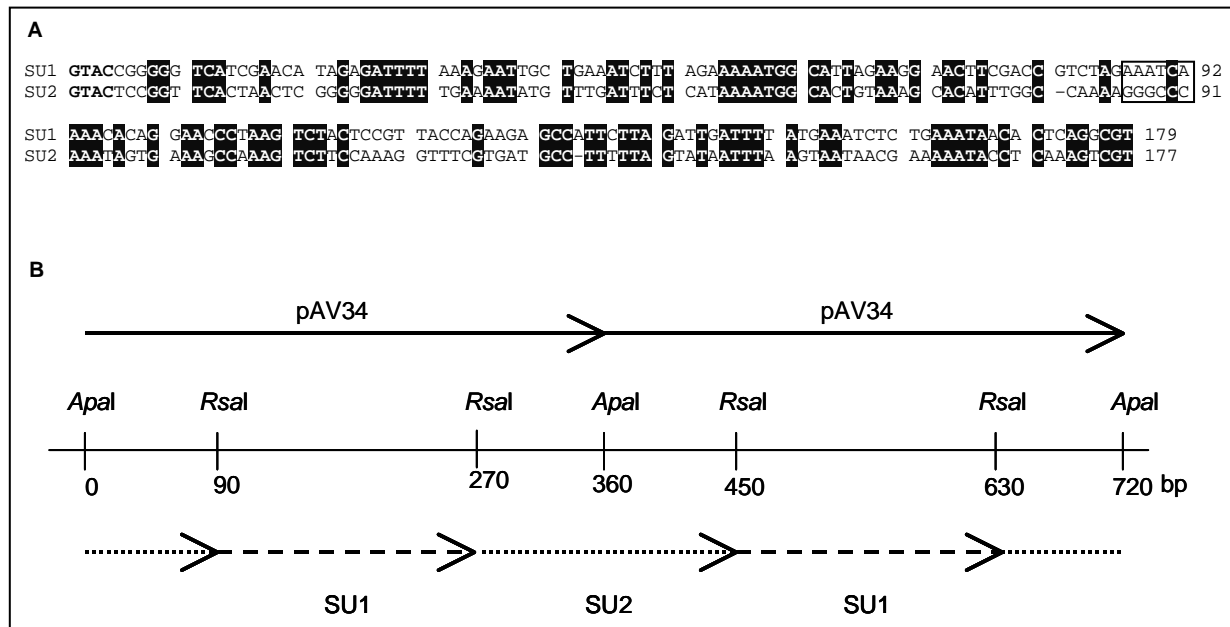 A
SU1 GTACCGGGGG TCATCGAACA TAGAGATTTT AAAGAATTGC TGAAATCTTT AGAAAAATGG CATTAGAAGG AACTTCGACC GTCTAGAAATCA 92
SU2 GTACTCCGGT TCACTAACTC GGGGGATTTT TGAAAATATG TTTGATTTCT CATAAAAATGG CACTGTAAAG CACATTTGGC -CAAAAGGGCCC 91
SU1 AAACACAG GAACCCTAAG TCTACTCCGT TACCAGAAGA GCCATTCTTA GATTGATTTT ATGAAATCTCT TGAAATAACA CTCAGGCGT 179
SU2 AAATAGTG AAAGCCAAAG TCTTCCAAAG GTTTCGTGAT GCC-TTTTTA GTATAATTTA AGTAATAACG AAAAATACCT CAAAGTCGT 177
B
pAV34 pAV34
ApaI RsaI RsaI ApaI RsaI RsaI ApaI
0 90 270 360 450 630 720 bp
SU1 SU2 SU1